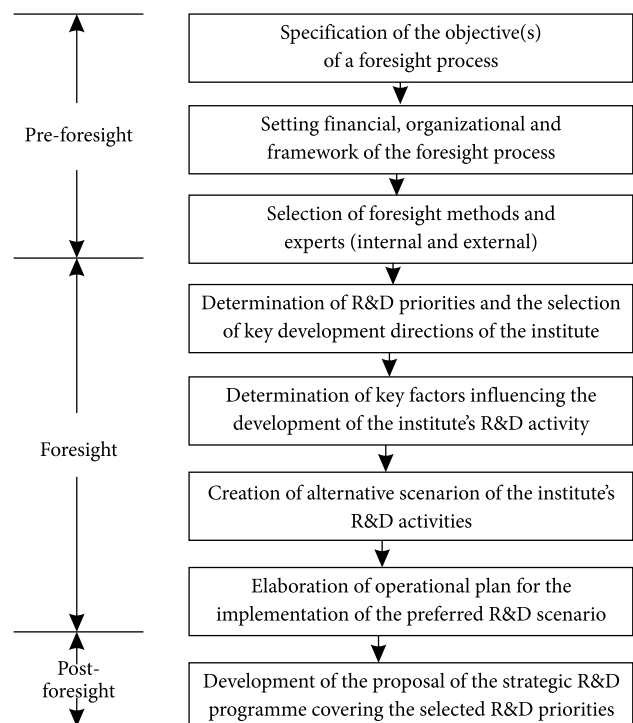 Specification of the objective(s)
of a foresight process
Pre-foresight
Setting financial, organizational and
framework of the foresight process
Selection of foresight methods and
experts (internal and external)
Determination of R&D priorities and the selection
of key development directions of the institute
Determination of key factors influencing the
development of the institute’s R&D activity
Foresight
Creation of alternative scenarion of the institute’s
R&D activities
Elaboration of operational plan for the
implementation of the preferred R&D scenario
Post-
foresight
Development of the proposal of the strategic R&D
programme covering the selected R&D priorities